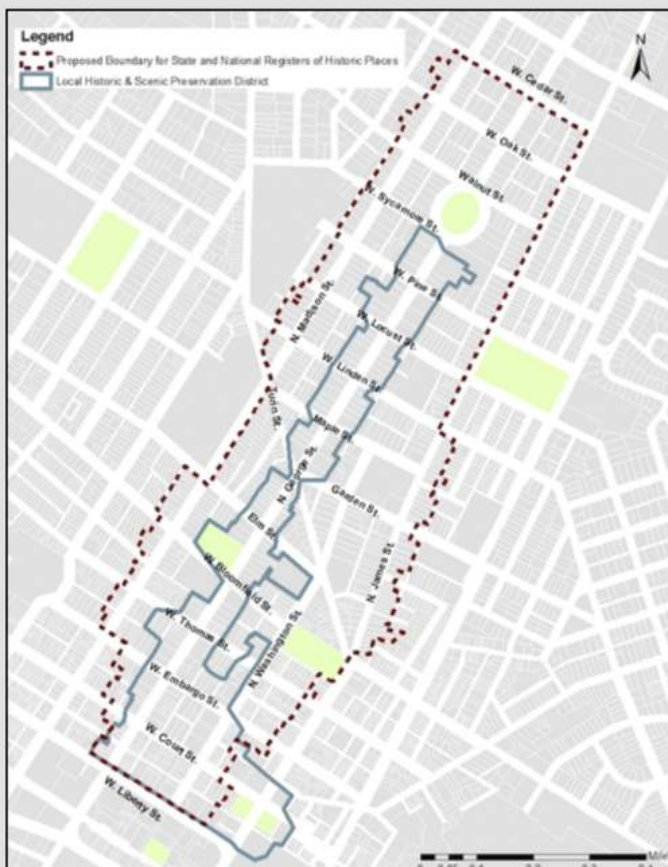 Legend
Proposed Boundary for State and National Registers of Historic Places
Local Historic & Scenic Preservation District
N
W. Cedar St.
W. Oak St.
Walnut St.
N. Sycamore St.
W. Pine St.
N. Madison St.
W. Locust St.
W. Linden St.
Turin St.
Maple St.
N. George St.
Garden St.
Elm St.
N. James St.
W. Bloomfield St.
W. Thomas St.
N. Washington St.
W. Embargo St.
W. Court St.
W. Liberty St.